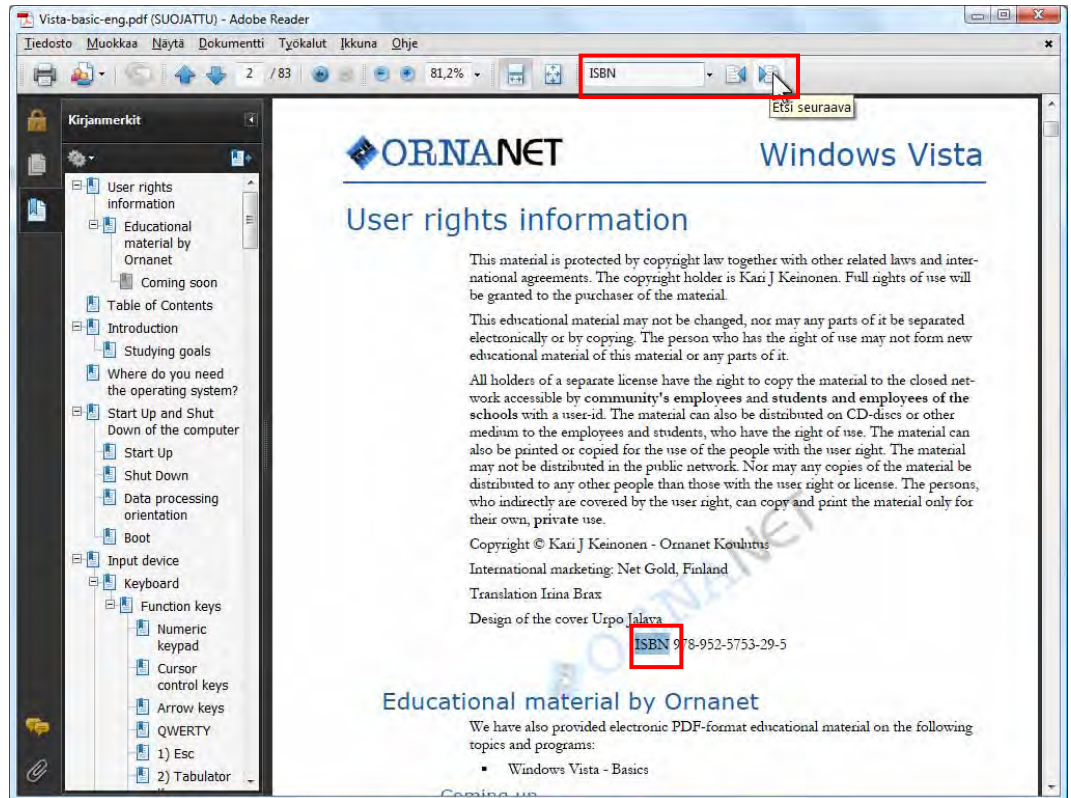 Vista-basic-eng.pdf (SUOJATTU) - Adobe Reader
Tiedosto Muokkaa Näytä Dokumentti Työkalut Ikkuna Ohje
2 / 83 81,2% ISBN
Etsi seuraava
Kirjanmerkit
User rights
information
Educational
material by
Ornanet
Coming soon
Table of Contents
Introduction
Studying goals
Where do you need
the operating system?
Start Up and Shut
Down of the computer
Start Up
Shut Down
Data processing
orientation
Boot
Input device
Keyboard
Function keys
Numeric
keypad
Cursor
control keys
Arrow keys
QWERTY
1) Esc
2) Tabulator
ORNANET Windows Vista
User rights information
This material is protected by copyright law together with other related laws and inter-
national agreements. The copyright holder is Kari J Keinonen. Full rights of use will
be granted to the purchaser of the material.
This educational material may not be changed, nor may any parts of it be separated
electronically or by copying. The person who has the right of use may not form new
educational material of this material or any parts of it.
All holders of a separate license have the right to copy the material to the closed net-
work accessible by community's employees and students and employees of the
schools with a user-id. The material can also be distributed on CD-discs or other
medium to the employees and students, who have the right of use. The material can
also be printed or copied for the use of the people with the user right. The material
may not be distributed in the public network. Nor may any copies of the material be
distributed to any other people than those with the user right or license. The persons,
who indirectly are covered by the user right, can copy and print the material only for
their own, private use.
Copyright © Kari J Keinonen - Ornanet Koulutus
International marketing: Net Gold, Finland
Translation Irina Brax
Design of the cover Urpo Jalava
ISBN 978-952-5753-29-5
ORNANET
Educational material by Ornanet
We have also provided electronic PDF-format educational material on the following
topics and programs:
▪ Windows Vista - Basics
Coming up